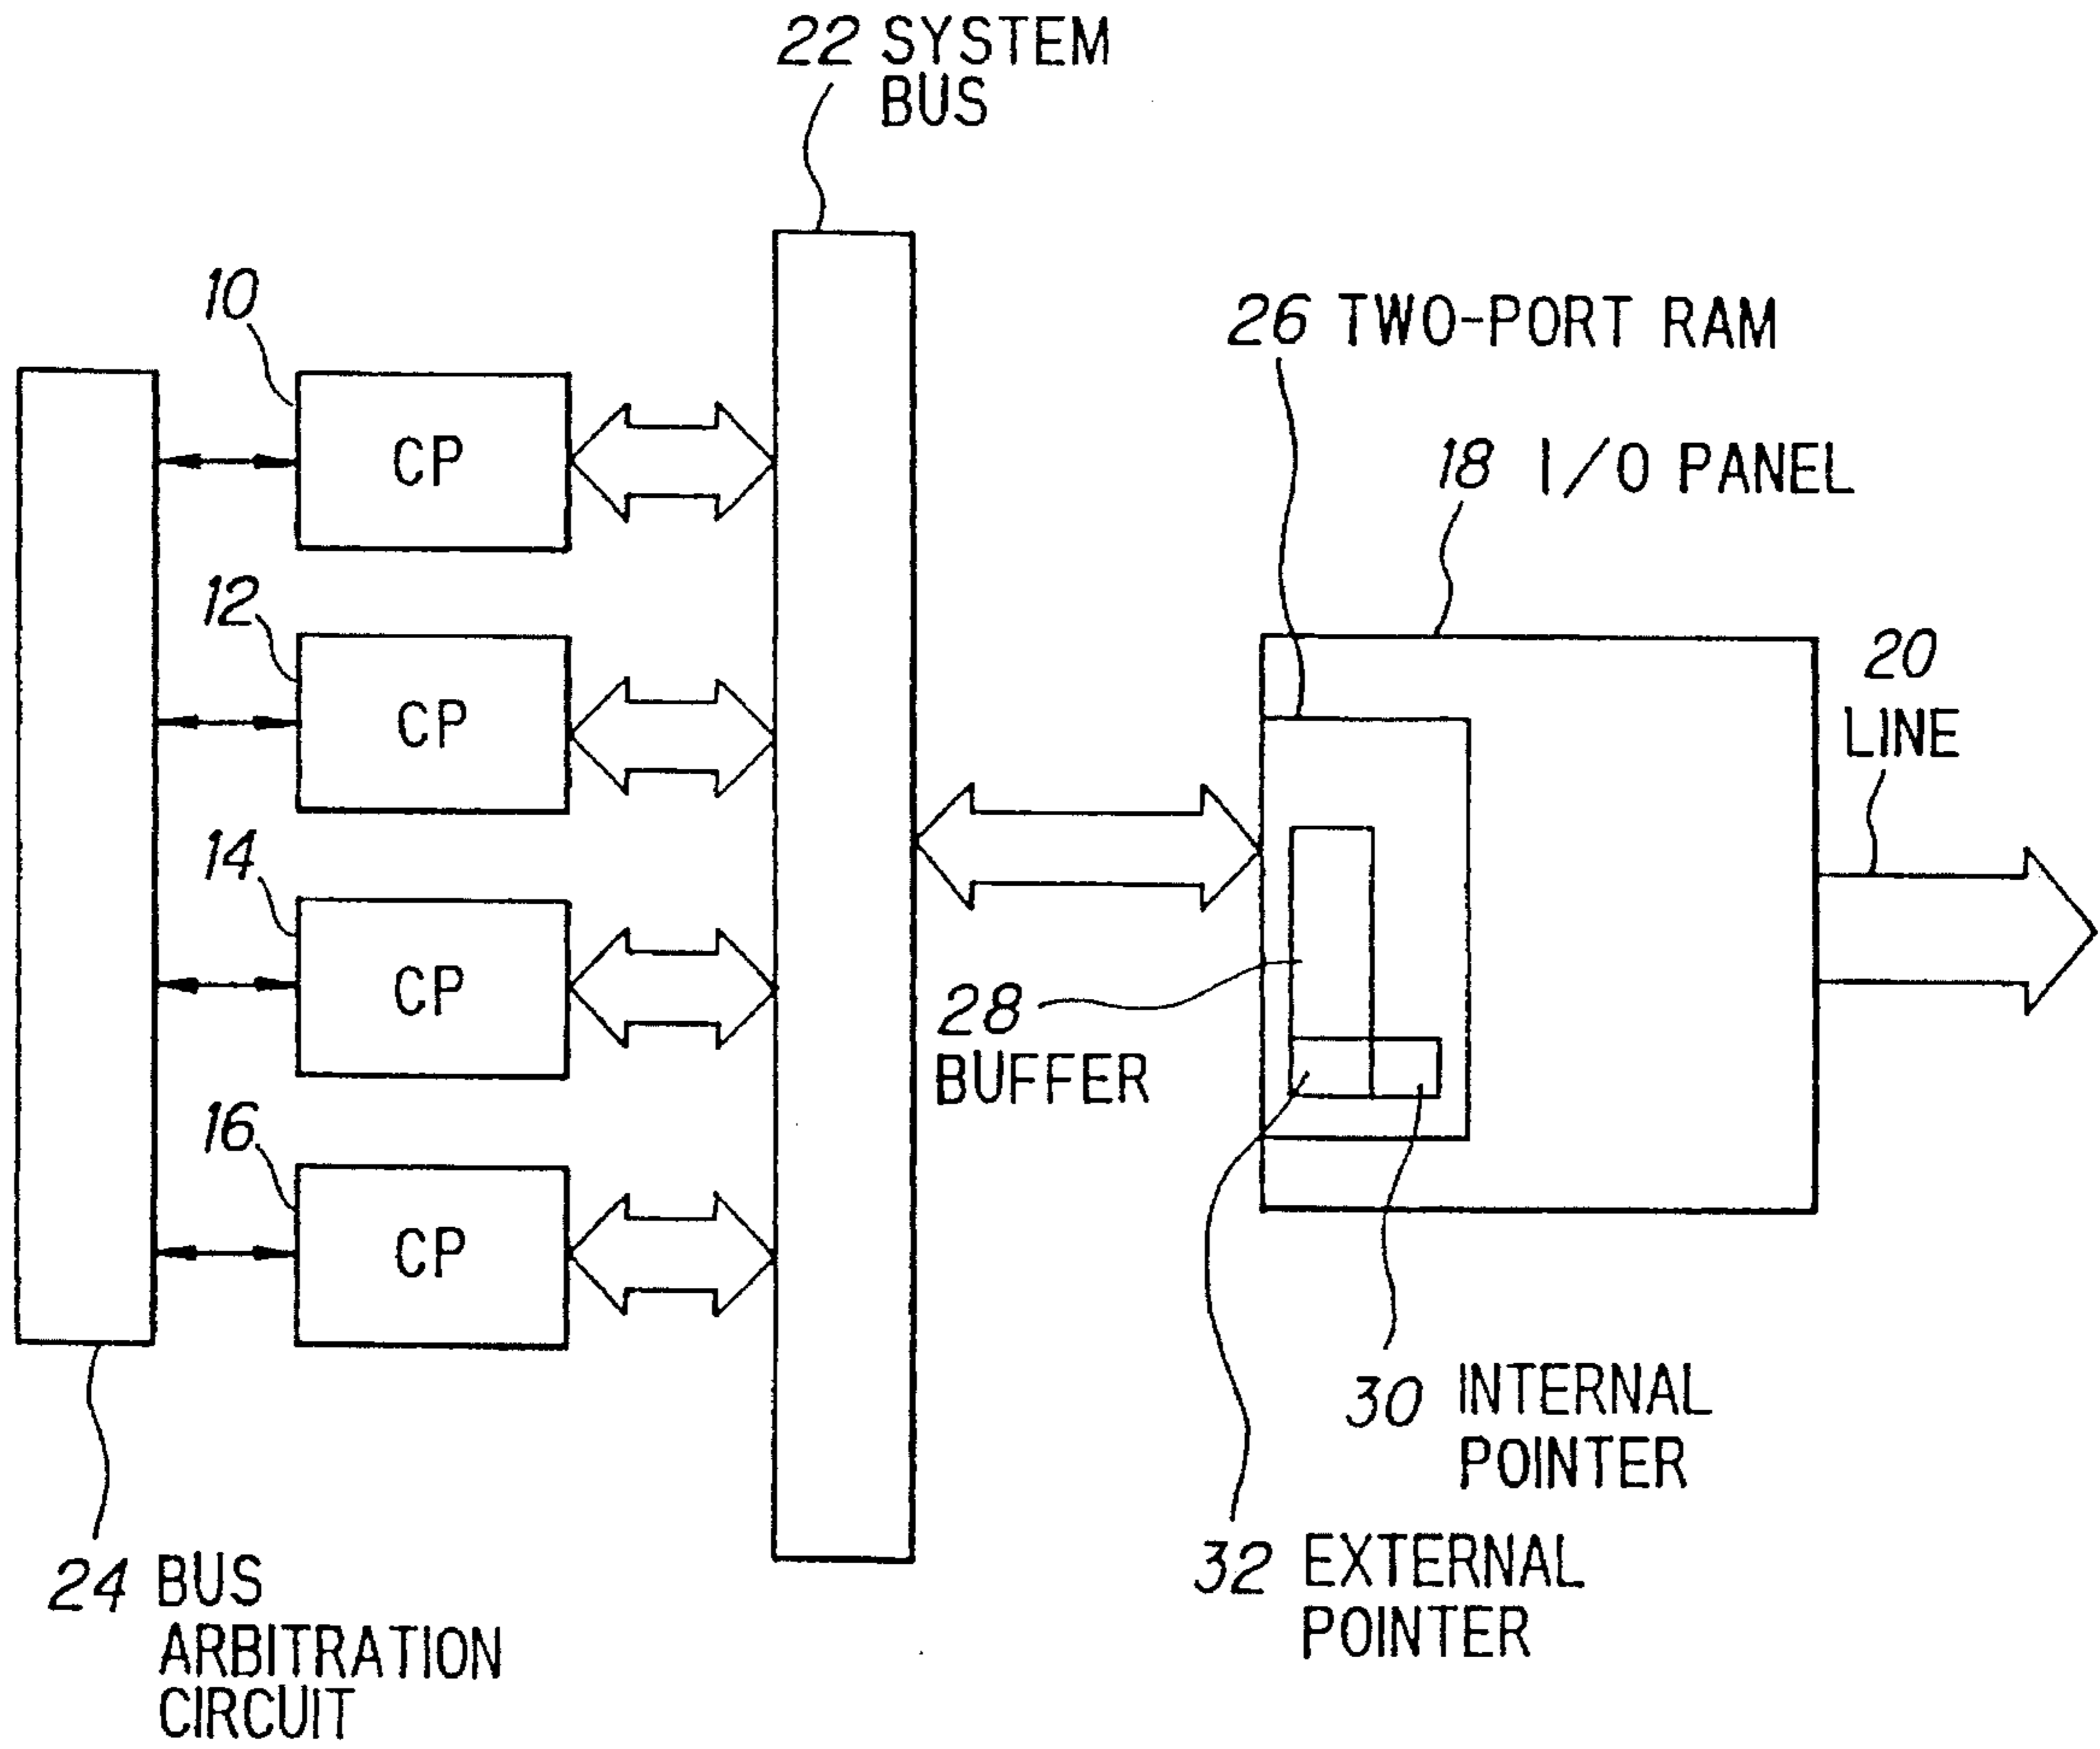 22 SYSTEM
BUS
10
CP
26 TWO-PORT RAM
18 I/O PANEL
12
CP
20
LINE
14
CP
28
BUFFER
16
CP
30 INTERNAL
POINTER
32 EXTERNAL
POINTER
24 BUS
ARBITRATION
CIRCUIT